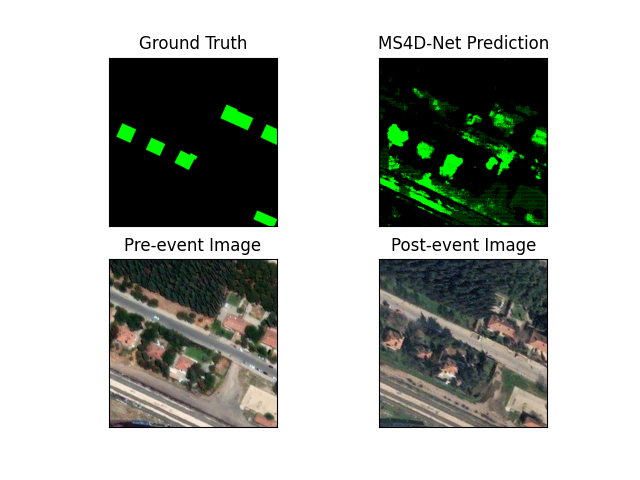 Ground Truth
MS4D-Net Prediction
Pre-event Image
Post-event Image